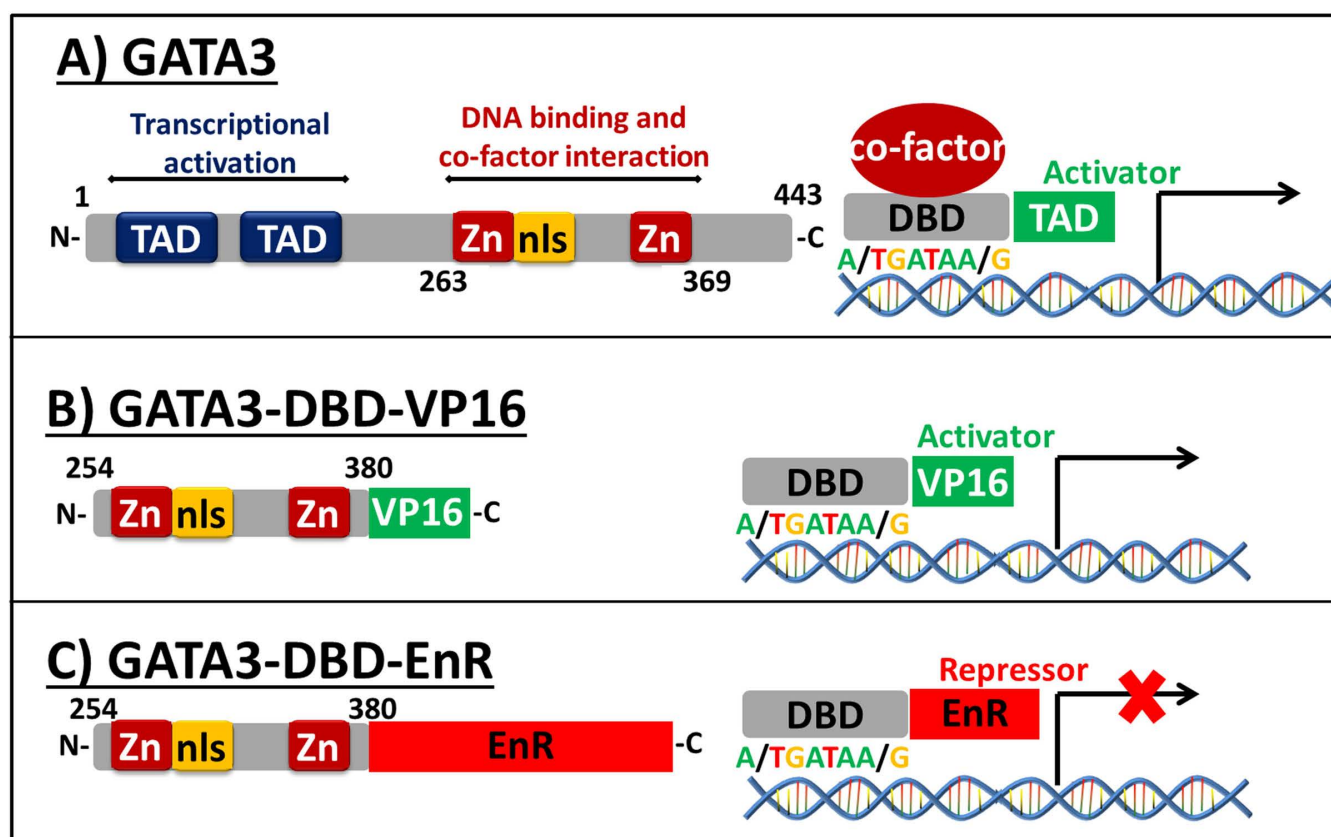 A) GATA3
Transcriptional
activation
DNA binding and
co-factor interaction
1
443
N-
TAD
TAD
Zn
nls
Zn
-C
263
369
co-factor
DBD
Activator
TAD
A/TGATAA/G
B) GATA3-DBD-VP16
254
380
N-
Zn
nls
Zn
VP16
-C
Activator
DBD
VP16
A/TGATAA/G
C) GATA3-DBD-EnR
254
380
N-
Zn
nls
Zn
EnR
-C
Repressor
DBD
EnR
A/TGATAA/G